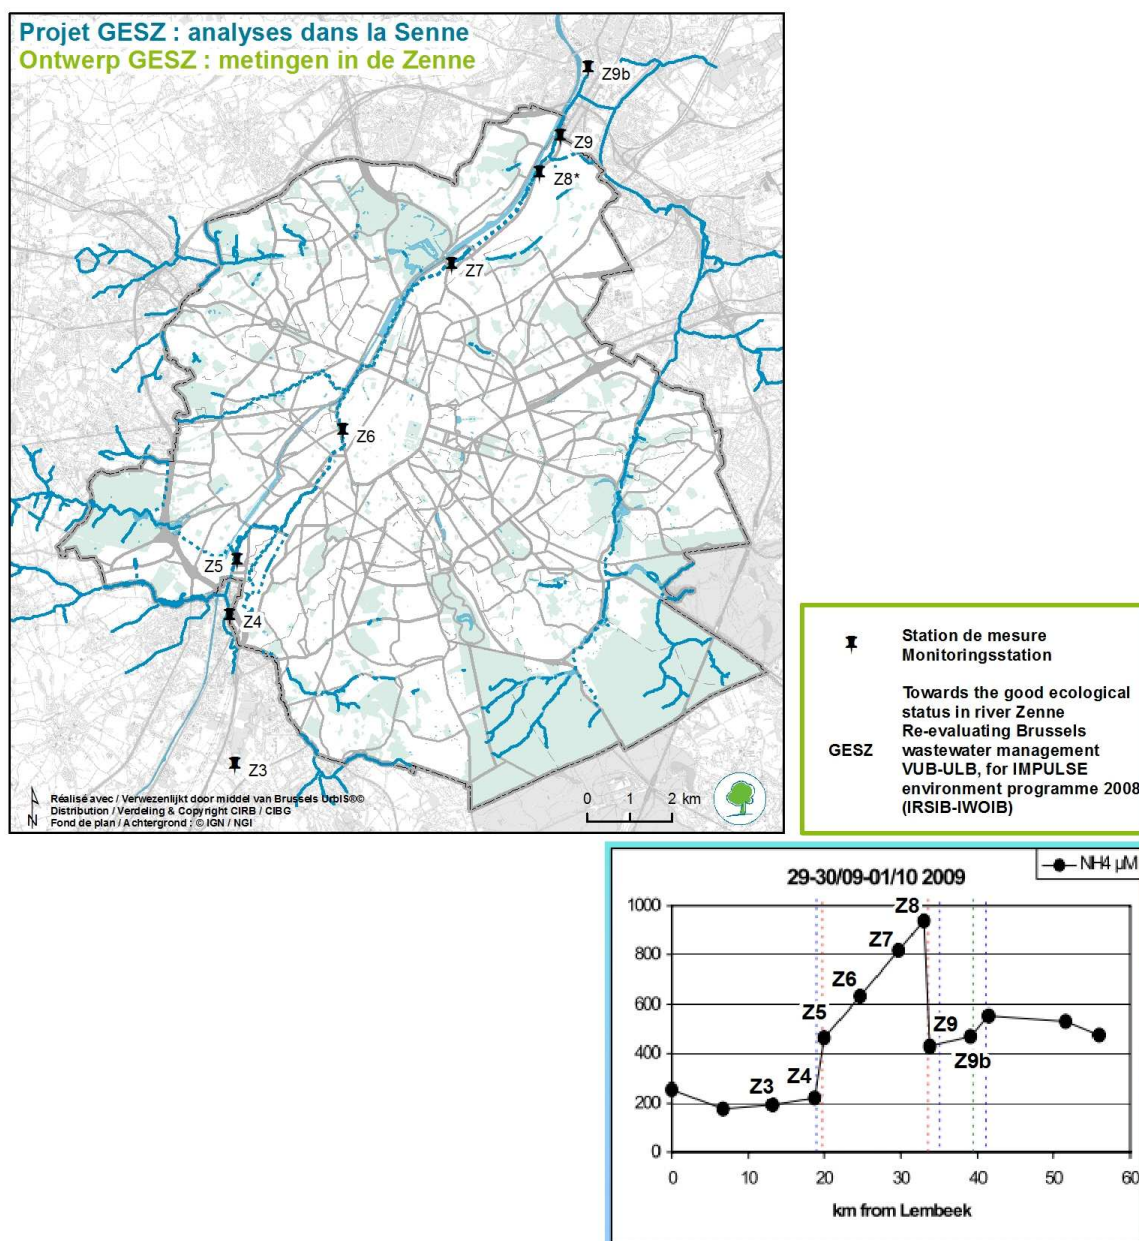 Projet GESZ : analyses dans la Senne
Ontwerp GESZ : metingen in de Zenne
Z9b
Z9
Z8*
Z7
Z6
Z5
Z4
Z3
Réalisé avec / Verwezenlijkt door middel van Brussels UrbIS®©
Distribution / Verdeling & Copyright CIRB / CIBG
Fond de plan / Achtergrond : © IGN / NGI
N
0 1 2 km
Station de mesure
Monitoringsstation
GESZ
Towards the good ecological
status in river Zenne
Re-evaluating Brussels
wastewater management
VUB-ULB, for IMPULSE
environment programme 2008
(IRSIB-IWOIB)
NH4 µM
29-30/09-01/10 2009
1000
800
600
400
200
0
Z3
Z4
Z5
Z6
Z7
Z8
Z9
Z9b
0 10 20 30 40 50 60
km from Lembeek